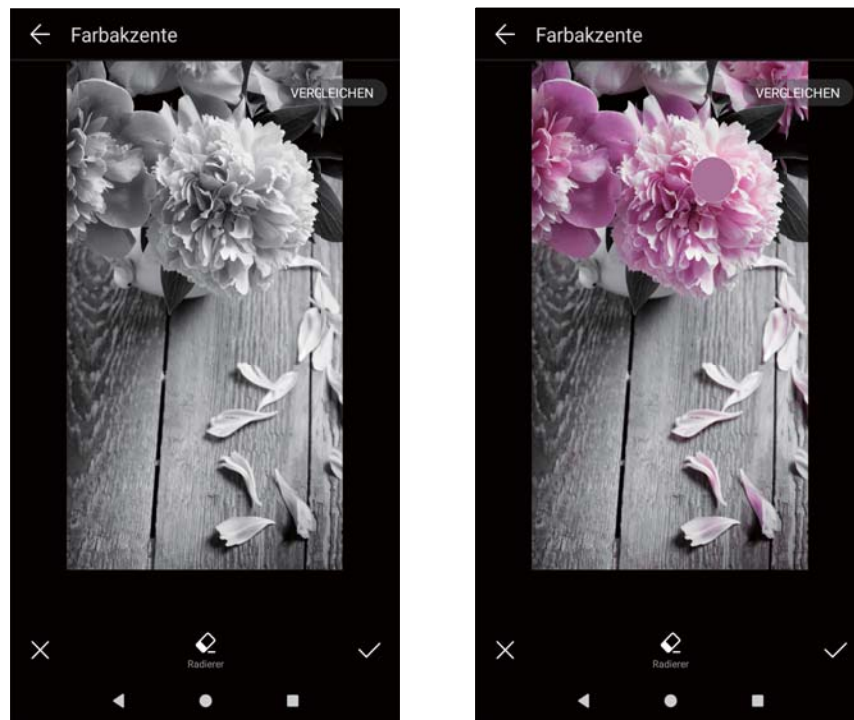 Farbakzente
VERGLEICHEN
Radierer
Farbakzente
VERGLEICHEN
Radierer